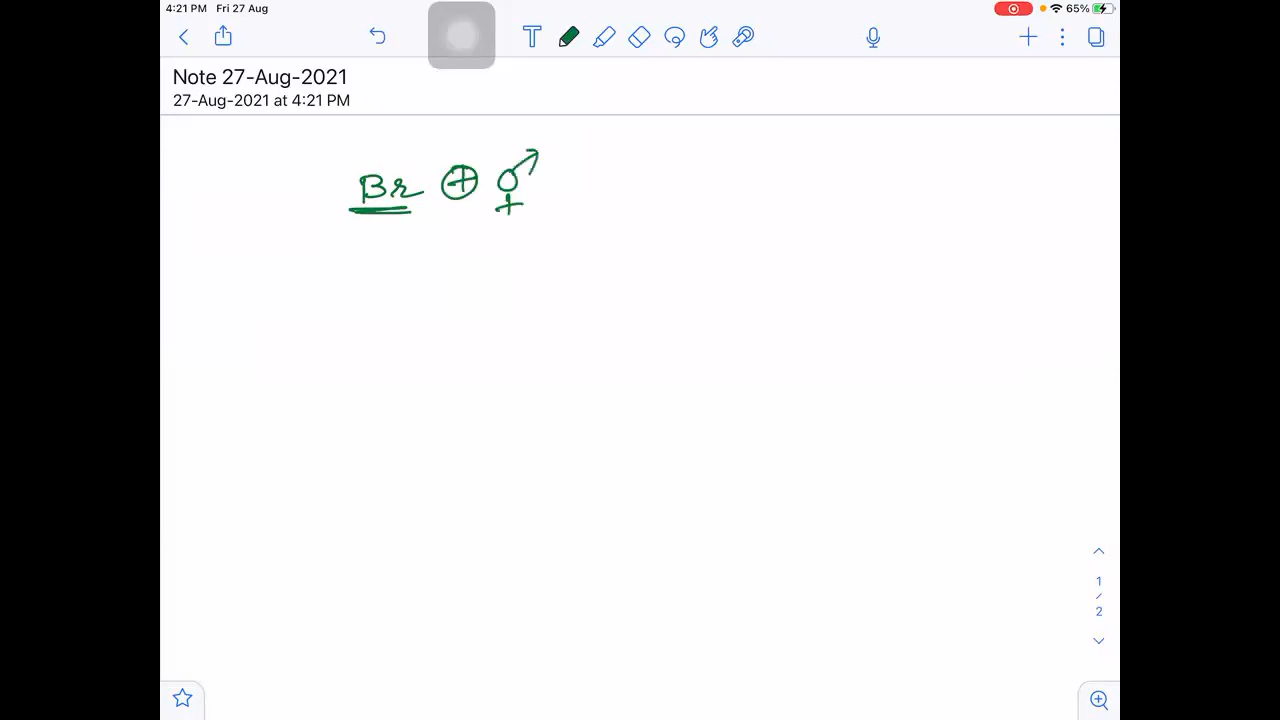 4:21 PM Fri 27 Aug 65%
T
Note 27-Aug-2021
27-Aug-2021 at 4:21 PM
Br ⊕ ⚥
1
/
2